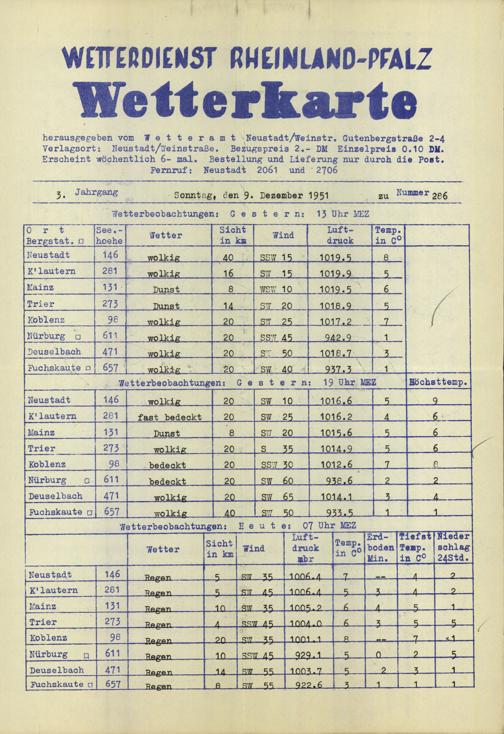 WETTERDIENST RHEINLAND-PFALZ
Wetterkarte
herausgegeben vom W e t t e r a m t Neustadt/Weinstr. Gutenbergstraße 2-4
Verlagsort: Neustadt/Weinstraße. Bezugspreis 2.- DM Einzelpreis 0.10 DM.
Erscheint wöchentlich 6- mal. Bestellung und Lieferung nur durch die Post.
Fernruf: Neustadt 2061 und 2706
3. Jahrgang Sonntag, den 9. Dezember 1951 zu Nummer 286
Wetterbeobachtungen: G e s t e r n: 13 Uhr MEZ
O r t Bergstat. □ See.-hoehe Wetter Sicht in km Wind Luft-druck Temp. in C°
Neustadt 146 wolkig 40 SSW 15 1019.5 8
K'lautern 281 wolkig 16 SW 15 1019.9 5
Mainz 131 Dunst 8 WSW 10 1019.5 6
Trier 273 Dunst 14 SW 20 1018.9 5
Koblenz 98 wolkig 20 SW 25 1017.2 7
Nürburg □ 611 wolkig 20 SSW 45 942.9 1
Deuselbach 471 wolkig 20 50 1018.7 3
Fuchskaute □ 657 wolkig 20 SW 40 937.3 1
Wetterbeobachtungen: G e s t e r n: 19 Uhr MEZ Höchsttemp.
Neustadt 146 wolkig 20 SW 10 1016.6 5 9
K'lautern 281 fast bedeckt 20 SW 25 1016.2 4 6
Mainz 131 Dunst 8 SW 20 1015.6 5 6
Trier 273 wolkig 20 S 35 1014.9 5 6
Koblenz 98 bedeckt 20 SSW 30 1012.6 7 8
Nürburg □ 611 bedeckt 20 SW 60 938.6 2 2
Deuselbach 471 wolkig 20 SW 65 1014.1 3 4
Fuchskaute □ 657 wolkig 40 SW 50 933.5 1 1
Wetterbeobachtungen: H e u t e: 07 Uhr MEZ
Wetter Sicht in km Wind Luft-druck mbr Temp. in C° Erd-boden Min. Tiefst Temp. in C° Nieder schlag 24Std.
Neustadt 146 Regen 5 SW 35 1006.4 7 -- 4 2
K'lautern 281 Regen 5 SW 45 1006.4 5 3 4 2
Mainz 131 Regen 10 SW 35 1005.2 6 4 5 1
Trier 273 Regen 4 SSW 45 1004.0 6 3 5 5
Koblenz 98 Regen 20 SW 35 1001.1 8 -- 7 1
Nürburg □ 611 Regen 10 SSW 45 929.1 5 0 2 5
Deuselbach 471 Regen 14 SW 55 1003.7 5 2 3 1
Fuchskaute □ 657 Regen 8 SW 55 922.6 3 1 1 1